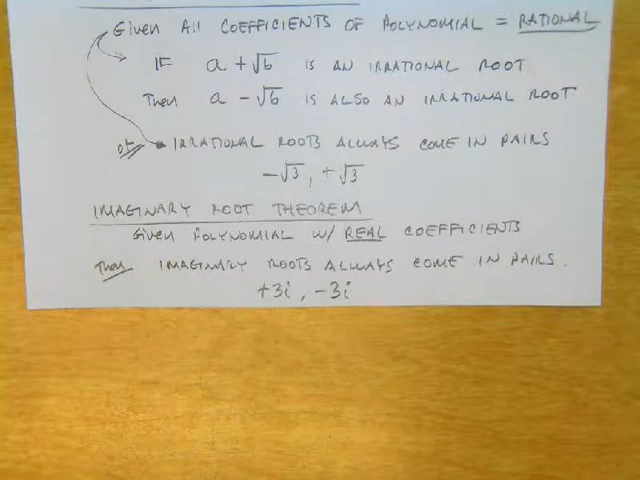 Given All COEFFICIENTS OF POLYNOMIAL = RATIONAL
IF a + √b IS AN IRRATIONAL ROOT
Then a - √b IS ALSO AN IRRATIONAL ROOT
or IRRATIONAL ROOTS ALWAYS COME IN PAIRS
-√3, +√3
IMAGINARY ROOT THEOREM
Given POLYNOMIAL W/ REAL COEFFICIENTS
Then IMAGINARY ROOTS ALWAYS COME IN PAIRS.
+3i, -3i